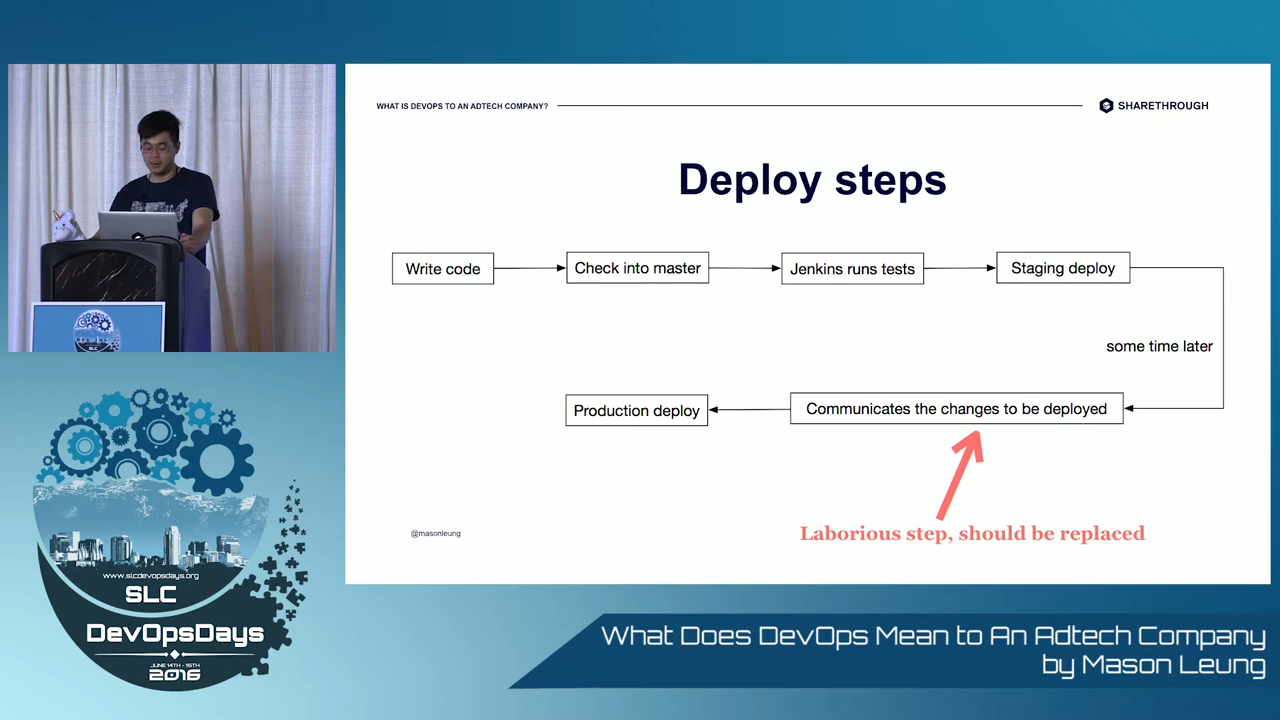 WHAT IS DEVOPS TO AN ADTECH COMPANY?
SHARETHROUGH
Deploy steps
Write code
Check into master
Jenkins runs tests
Staging deploy
some time later
Communicates the changes to be deployed
Production deploy
Laborious step, should be replaced
@masonleung
SLC
www.slcdevopsdays.org
SLC
DevOpsDays
JUNE 14TH - 15TH
2016
What Does DevOps Mean to An Adtech Company
by Mason Leung